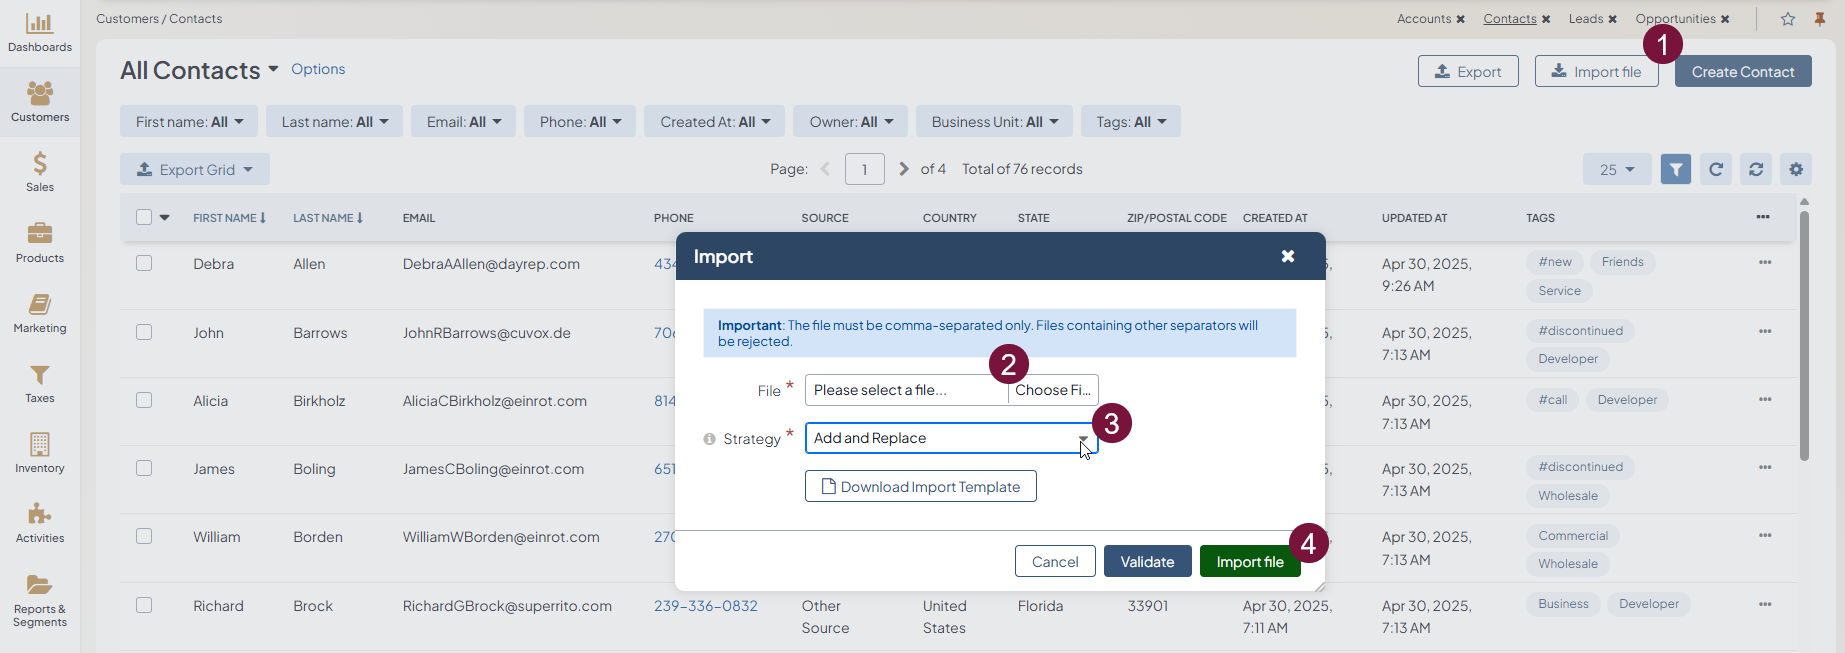 Dashboards
Customers
Sales
Products
Marketing
Taxes
Inventory
Activities
Reports &
Segments
Customers / Contacts
Accounts ✖ Contacts ✖ Leads ✖ Opportunities ✖
1
All Contacts Options
Export Import file Create Contact
First name: All Last name: All Email: All Phone: All Created At: All Owner: All Business Unit: All Tags: All
Export Grid Page: 1 of 4 Total of 76 records 25
FIRST NAME LAST NAME EMAIL PHONE SOURCE COUNTRY STATE ZIP/POSTAL CODE CREATED AT UPDATED AT TAGS
Debra Allen DebraAAllen@dayrep.com 434 5, Apr 30, 2025, #new Friends
9:26 AM Service
John Barrows JohnRBarrows@cuvox.de 706 5, Apr 30, 2025, #discontinued
7:13 AM Developer
Alicia Birkholz AliciaCBirkholz@einrot.com 814 5, Apr 30, 2025, #call Developer
7:13 AM
James Boling JamesCBoling@einrot.com 651 5, Apr 30, 2025, #discontinued
7:13 AM Wholesale
William Borden WilliamWBorden@einrot.com 270 Apr 30, 2025, Commercial
7:13 AM Wholesale
Richard Brock RichardGBrock@superrito.com 239-336-0832 Other United Florida 33901 Apr 30, 2025, Apr 30, 2025, Business Developer
Source States 7:11 AM 7:13 AM
Import
Important: The file must be comma-separated only. Files containing other separators will
be rejected.
2
File * Please select a file... Choose Fi...
3
Strategy * Add and Replace
Download Import Template
4
Cancel Validate Import file